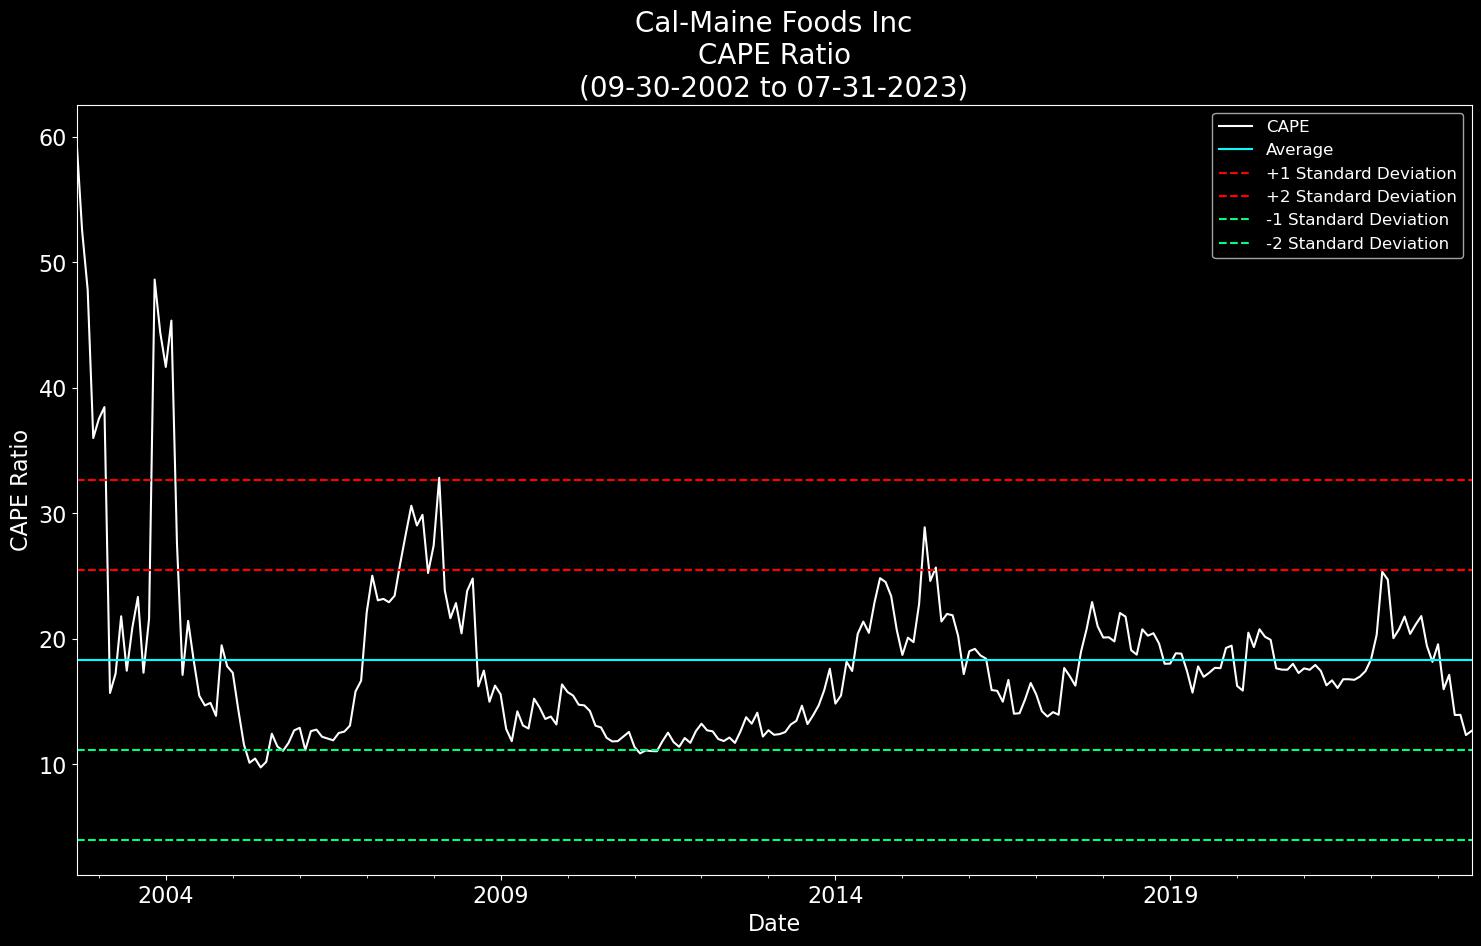 Cal-Maine Foods Inc
CAPE Ratio
(09-30-2002 to 07-31-2023)
CAPE
Average
+1 Standard Deviation
+2 Standard Deviation
-1 Standard Deviation
-2 Standard Deviation
60
50
40
30
20
10
CAPE Ratio
2004
2009
2014
2019
Date